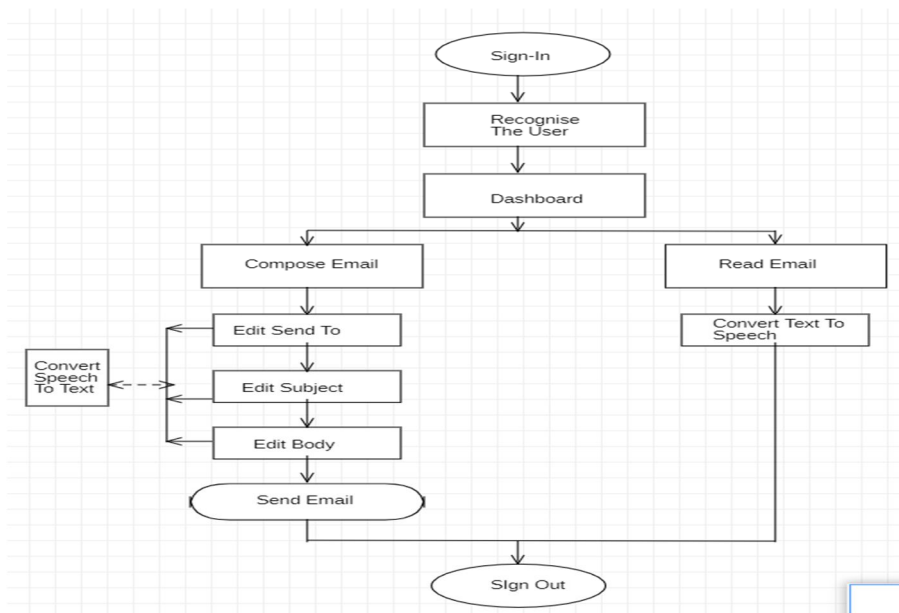 Sign-In
Recognise
The User
Dashboard
Compose Email
Read Email
Edit Send To
Convert Text To
Speech
Convert
Speech
To Text
Edit Subject
Edit Body
Send Email
SIgn Out